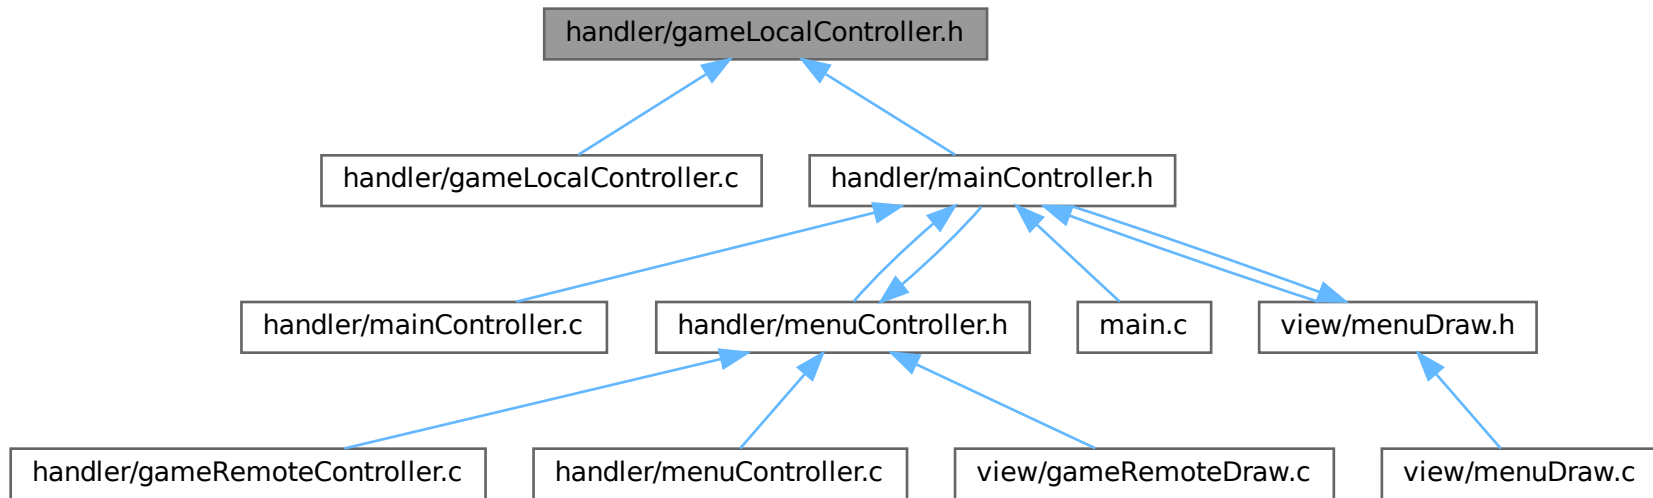 handler/gameLocalController.h
handler/gameLocalController.c
handler/mainController.h
handler/mainController.c
handler/menuController.h
main.c
view/menuDraw.h
handler/gameRemoteController.c
handler/menuController.c
view/gameRemoteDraw.c
view/menuDraw.c